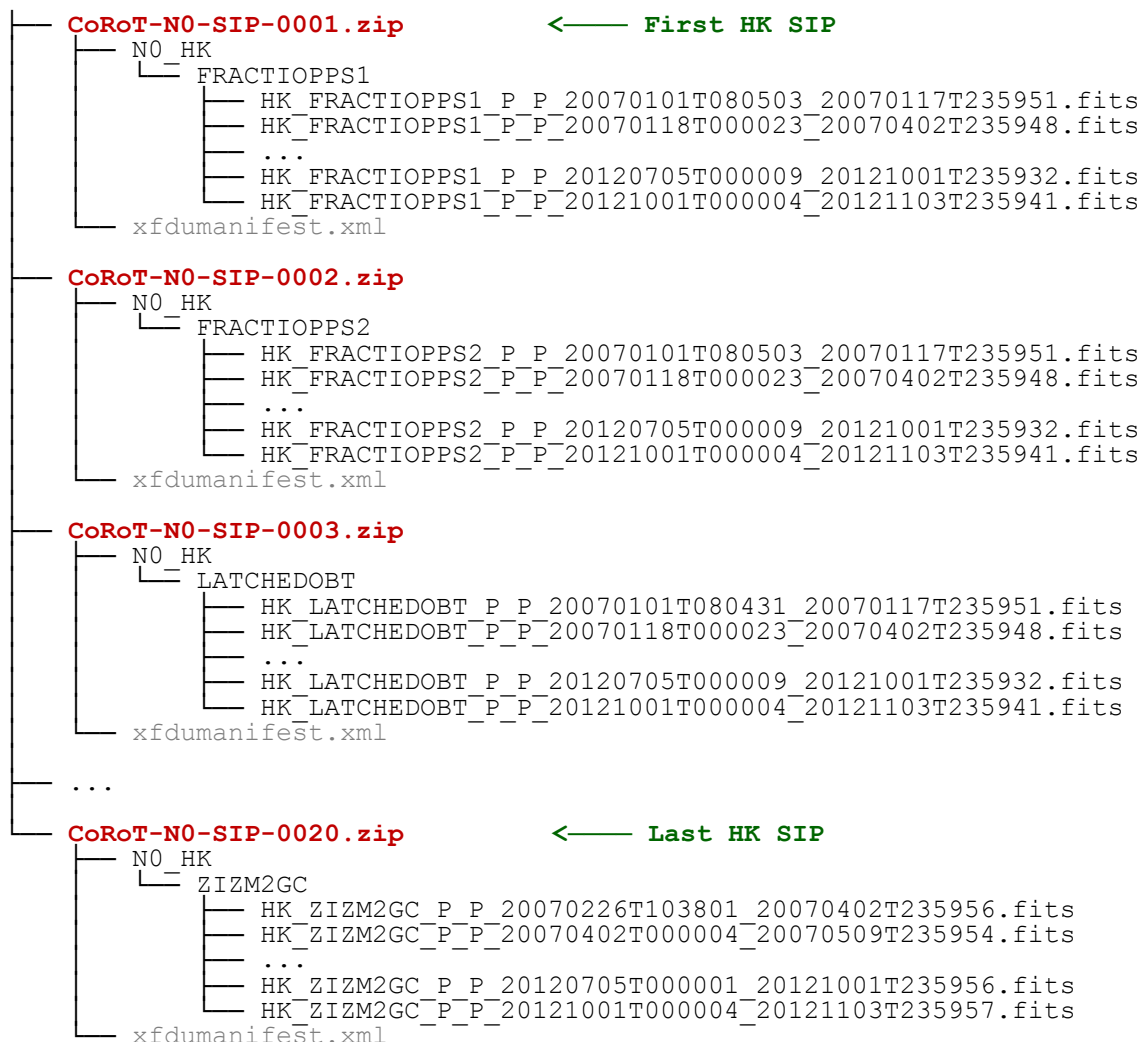 CoRoT-N0-SIP-0001.zip <──── First HK SIP
N0_HK
FRACTIOPPS1
HK_FRACTIOPPS1_P_P_20070101T080503_20070117T235951.fits
HK_FRACTIOPPS1_P_P_20070118T000023_20070402T235948.fits
...
HK_FRACTIOPPS1_P_P_20120705T000009_20121001T235932.fits
HK_FRACTIOPPS1_P_P_20121001T000004_20121103T235941.fits
xfdumanifest.xml
CoRoT-N0-SIP-0002.zip
N0_HK
FRACTIOPPS2
HK_FRACTIOPPS2_P_P_20070101T080503_20070117T235951.fits
HK_FRACTIOPPS2_P_P_20070118T000023_20070402T235948.fits
...
HK_FRACTIOPPS2_P_P_20120705T000009_20121001T235932.fits
HK_FRACTIOPPS2_P_P_20121001T000004_20121103T235941.fits
xfdumanifest.xml
CoRoT-N0-SIP-0003.zip
N0_HK
LATCHEDOBT
HK_LATCHEDOBT_P_P_20070101T080431_20070117T235951.fits
HK_LATCHEDOBT_P_P_20070118T000023_20070402T235948.fits
...
HK_LATCHEDOBT_P_P_20120705T000009_20121001T235932.fits
HK_LATCHEDOBT_P_P_20121001T000004_20121103T235941.fits
xfdumanifest.xml
...
CoRoT-N0-SIP-0020.zip <──── Last HK SIP
N0_HK
ZIZM2GC
HK_ZIZM2GC_P_P_20070226T103801_20070402T235956.fits
HK_ZIZM2GC_P_P_20070402T000004_20070509T235954.fits
...
HK_ZIZM2GC_P_P_20120705T000001_20121001T235956.fits
HK_ZIZM2GC_P_P_20121001T000004_20121103T235957.fits
xfdumanifest.xml